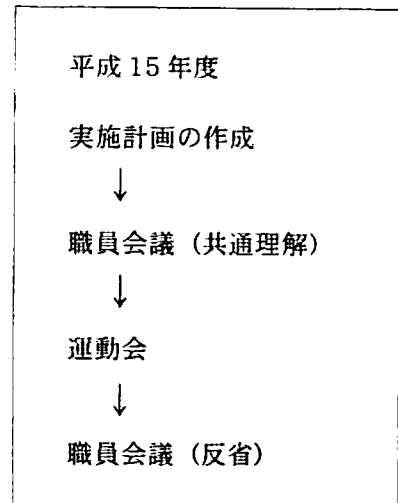 平成15年度
実施計画の作成
↓
職員会議（共通理解）
↓
運動会
↓
職員会議（反省）